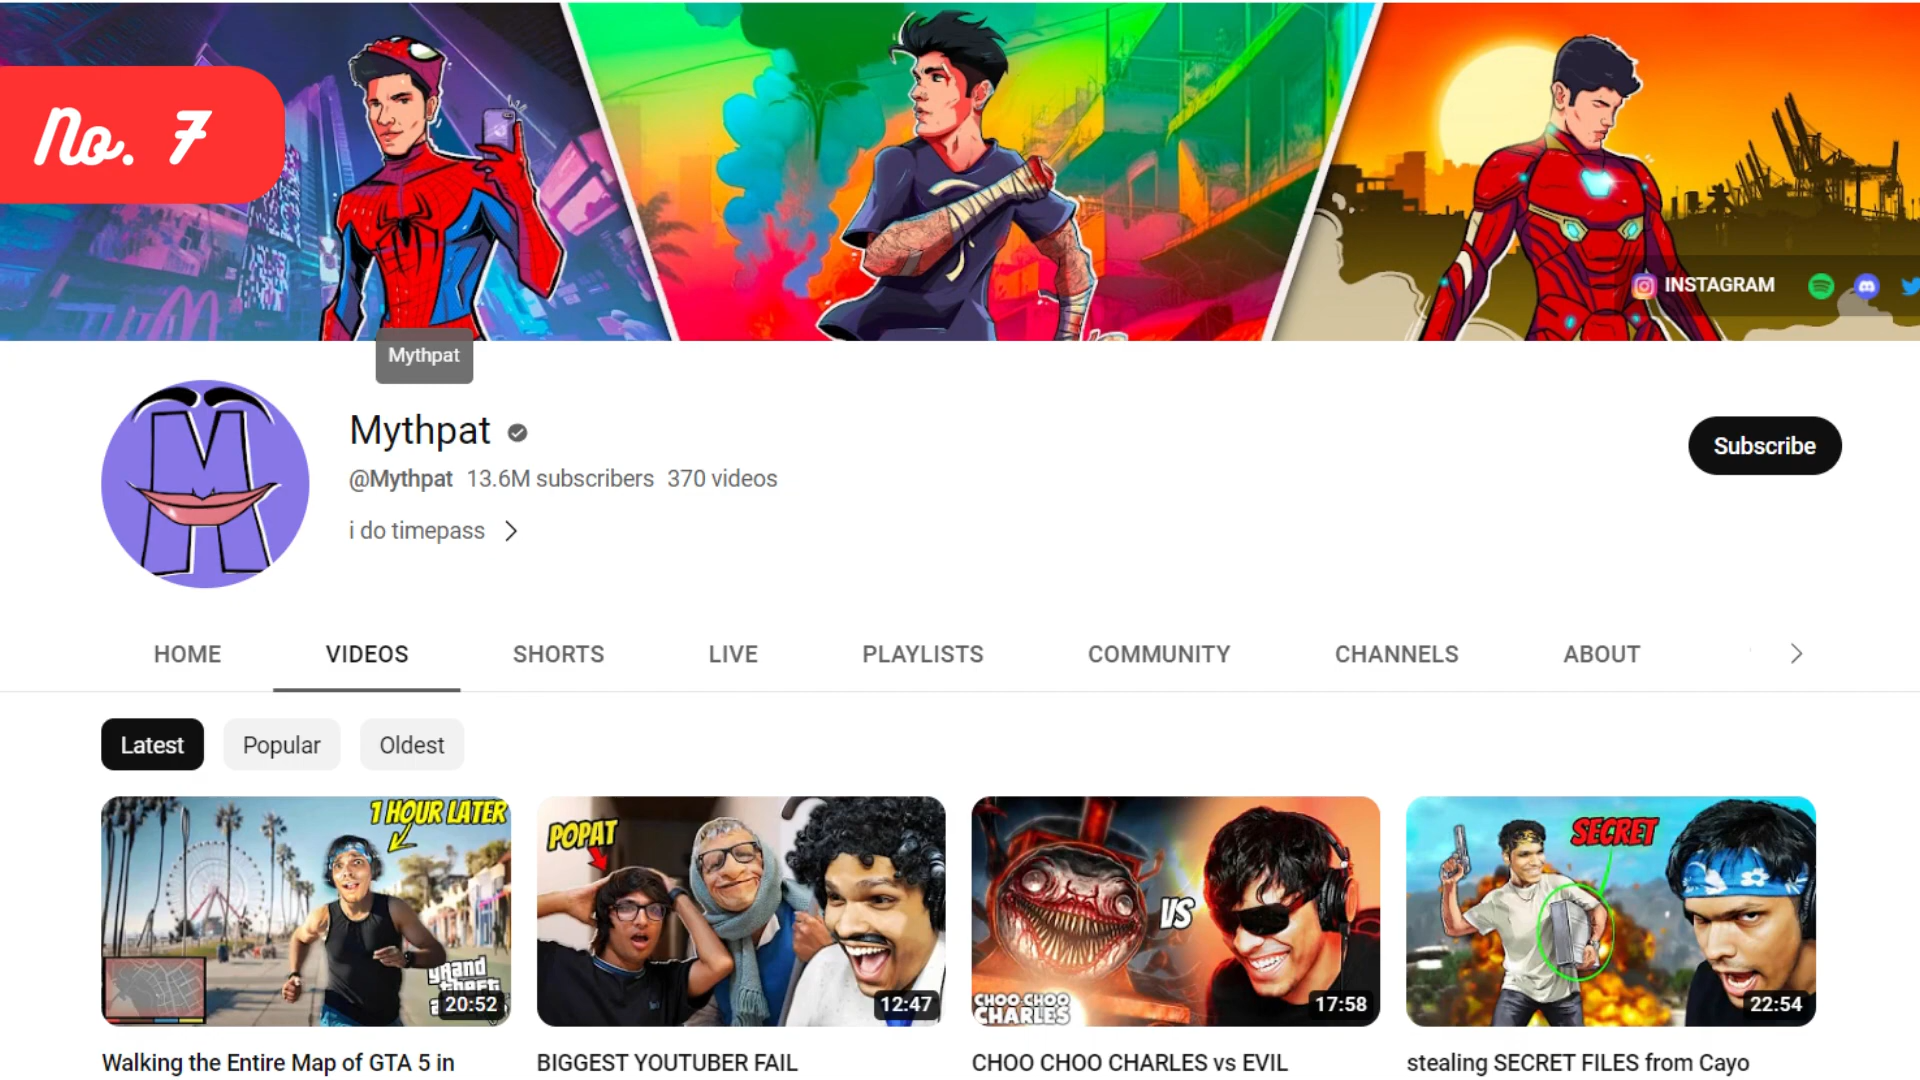 No. 7
INSTAGRAM
Mythpat
Mythpat
@Mythpat 13.6M subscribers 370 videos
i do timepass
Subscribe
HOME VIDEOS SHORTS LIVE PLAYLISTS COMMUNITY CHANNELS ABOUT
Latest Popular Oldest
1 HOUR LATER
grand
theft
20:52
POPAT
12:47
VS
CHOO-CHOO
CHARLES
17:58
SECRET
22:54
Walking the Entire Map of GTA 5 in
BIGGEST YOUTUBER FAIL
CHOO CHOO CHARLES vs EVIL
stealing SECRET FILES from Cayo